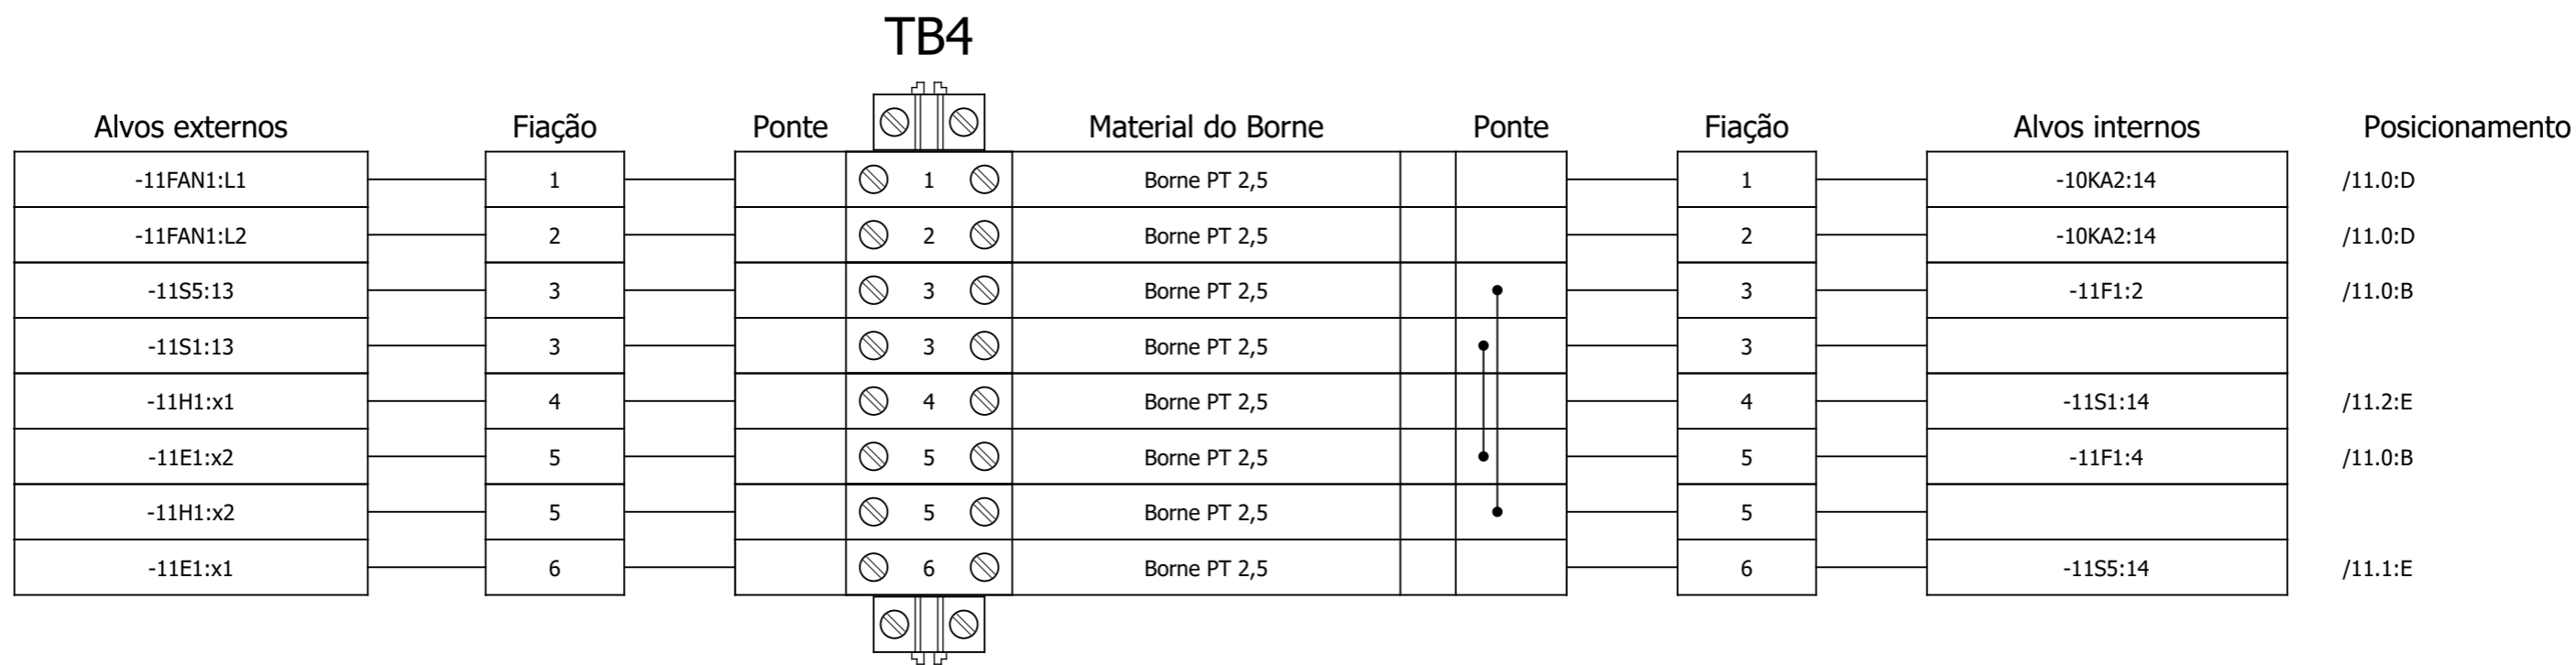 TB4
Alvos externos Fiação Ponte Material do Borne Ponte Fiação Alvos internos Posicionamento
-11FAN1:L1 1 1 Borne PT 2,5 1 -10KA2:14 /11.0:D
-11FAN1:L2 2 2 Borne PT 2,5 2 -10KA2:14 /11.0:D
-11S5:13 3 3 Borne PT 2,5 3 -11F1:2 /11.0:B
-11S1:13 3 3 Borne PT 2,5 3
-11H1:x1 4 4 Borne PT 2,5 4 -11S1:14 /11.2:E
-11E1:x2 5 5 Borne PT 2,5 5 -11F1:4 /11.0:B
-11H1:x2 5 5 Borne PT 2,5 5
-11E1:x1 6 6 Borne PT 2,5 6 -11S5:14 /11.1:E